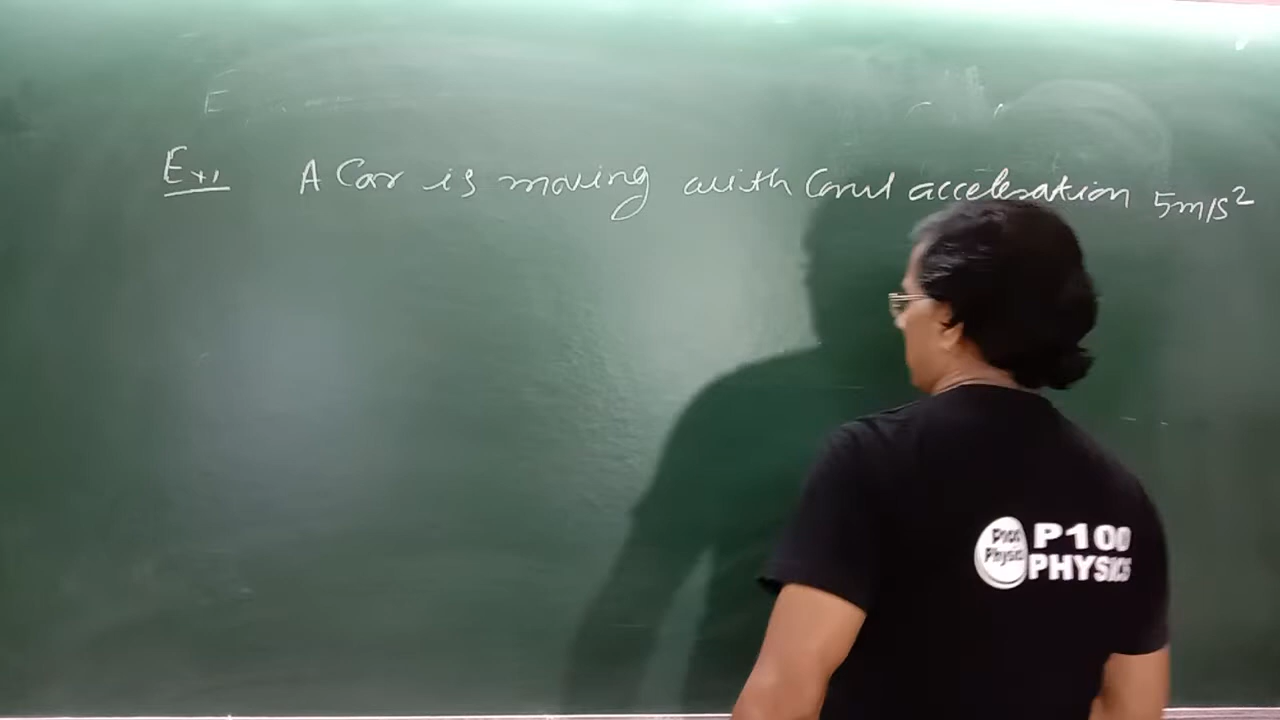 Ex1 A Car is moving with Const acceleration 5m/s²
E
P100 Physics
P100
PHYSICS